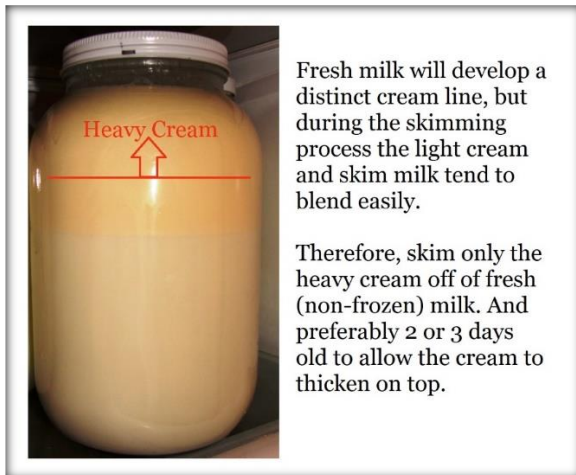 Heavy Cream
Fresh milk will develop a
distinct cream line, but
during the skimming
process the light cream
and skim milk tend to
blend easily.
Therefore, skim only the
heavy cream off of fresh
(non-frozen) milk. And
preferably 2 or 3 days
old to allow the cream to
thicken on top.